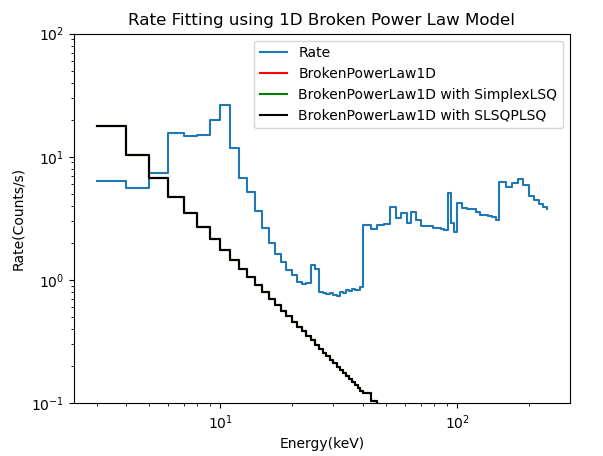 Rate Fitting using 1D Broken Power Law Model
Rate
BrokenPowerLaw1D
BrokenPowerLaw1D with SimplexLSQ
BrokenPowerLaw1D with SLSQPLSQ
Rate(Counts/s)
10²
10¹
10⁰
10⁻¹
10¹
10²
Energy(keV)